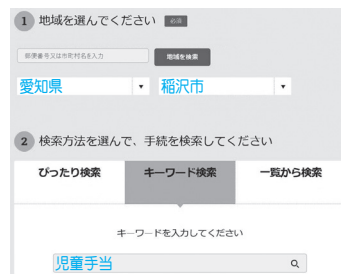 1 地域を選んでください 必須
郵便番号又は市町村名を入力 地域を検索
愛知県 ▼ 稲沢市 ▼
2 検索方法を選んで、手続を検索してください
ぴったり検索 キーワード検索 一覧から検索
キーワードを入力してください
児童手当